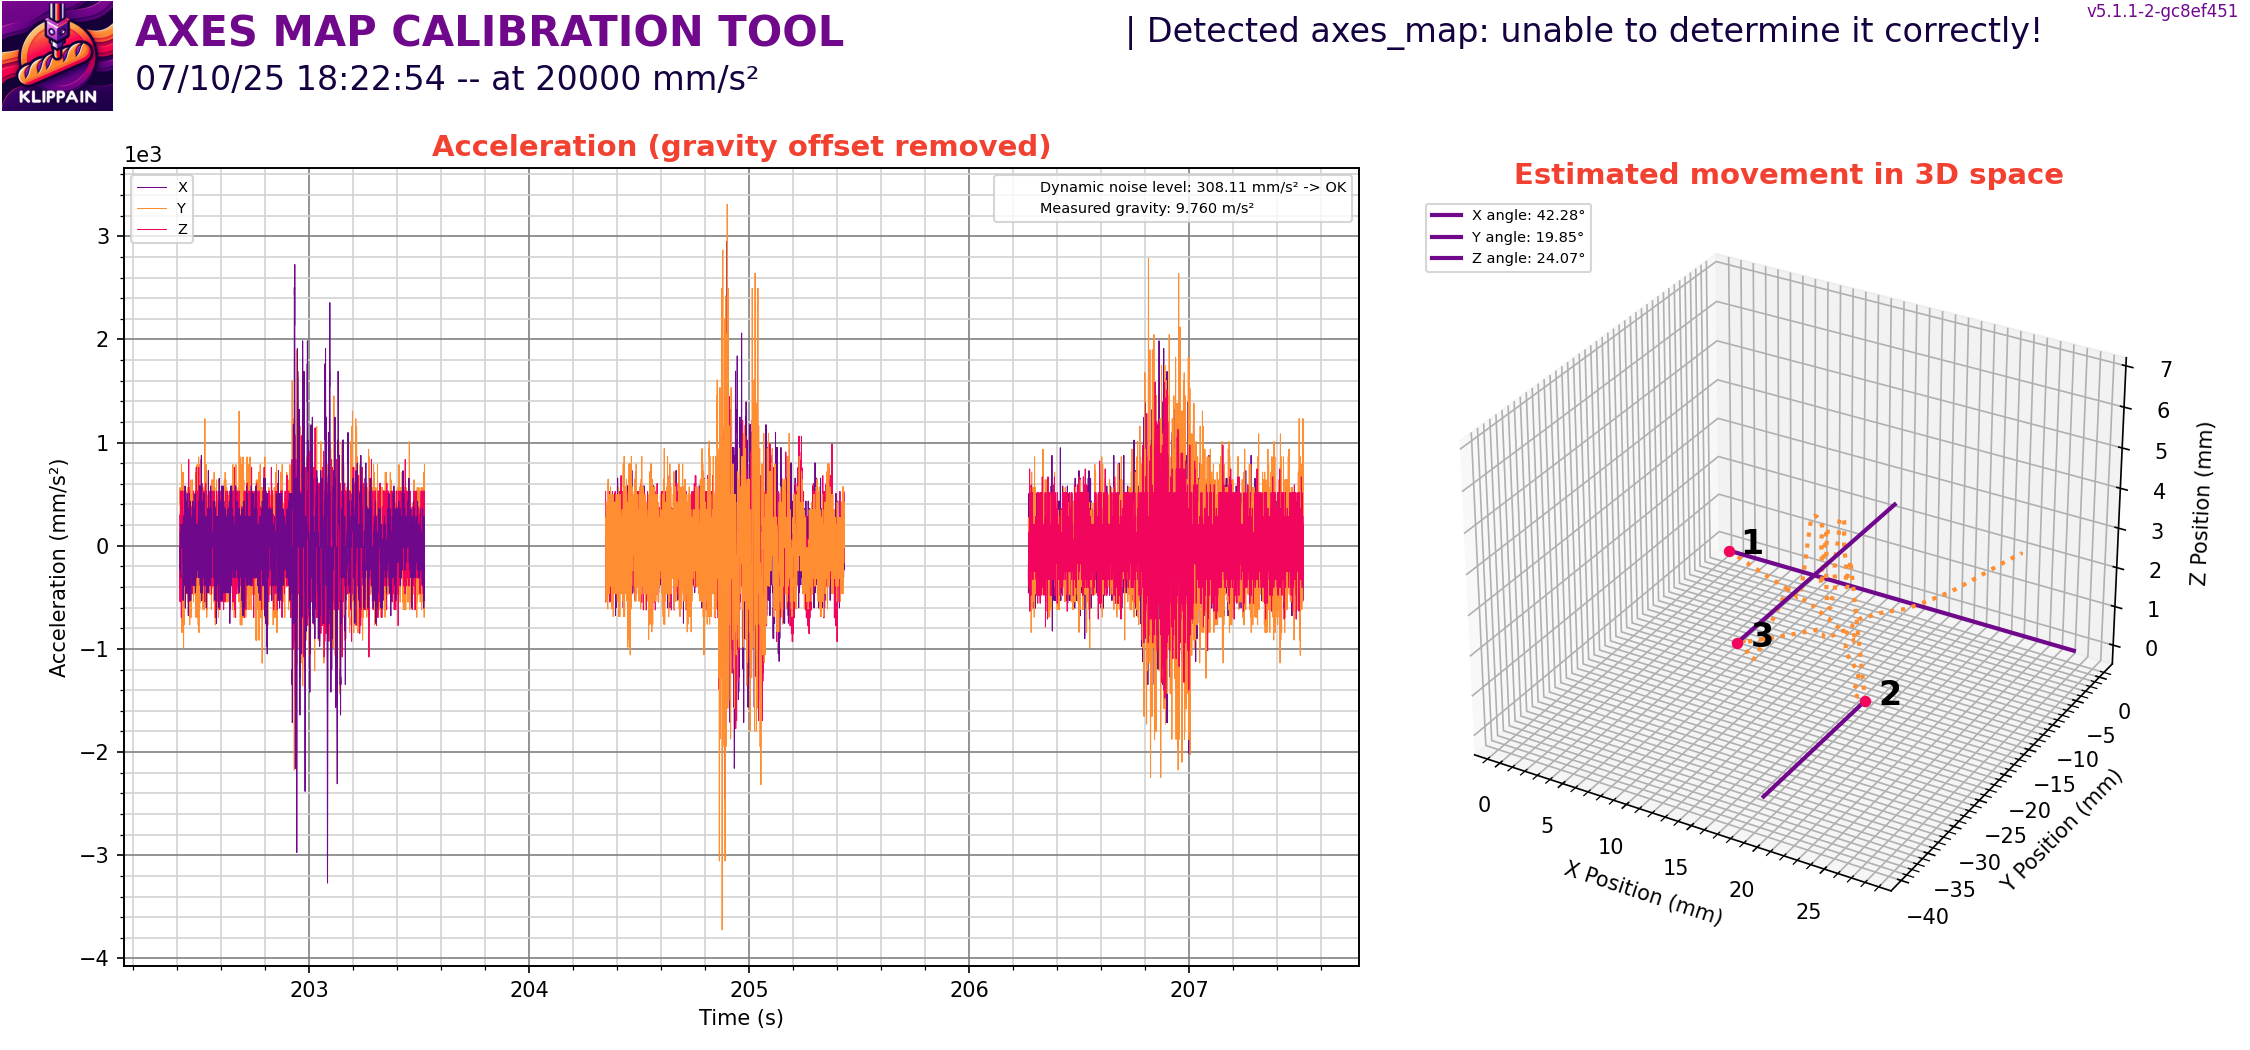 AXES MAP CALIBRATION TOOL
| Detected axes_map: unable to determine it correctly!
v5.1.1-2-gc8ef451
07/10/25 18:22:54 -- at 20000 mm/s²
KLIPPAIN
Acceleration (gravity offset removed)
1e3
X
Y
Z
Dynamic noise level: 308.11 mm/s² -> OK
Measured gravity: 9.760 m/s²
3
2
1
0
−1
−2
−3
−4
Acceleration (mm/s²)
203
204
205
206
207
Time (s)
Estimated movement in 3D space
X angle: 42.28°
Y angle: 19.85°
Z angle: 24.07°
1
3
2
7
6
5
4
3
2
1
0
Z Position (mm)
0
−5
−10
−15
−20
−25
−30
−35
−40
Y Position (mm)
0
5
10
15
20
25
X Position (mm)